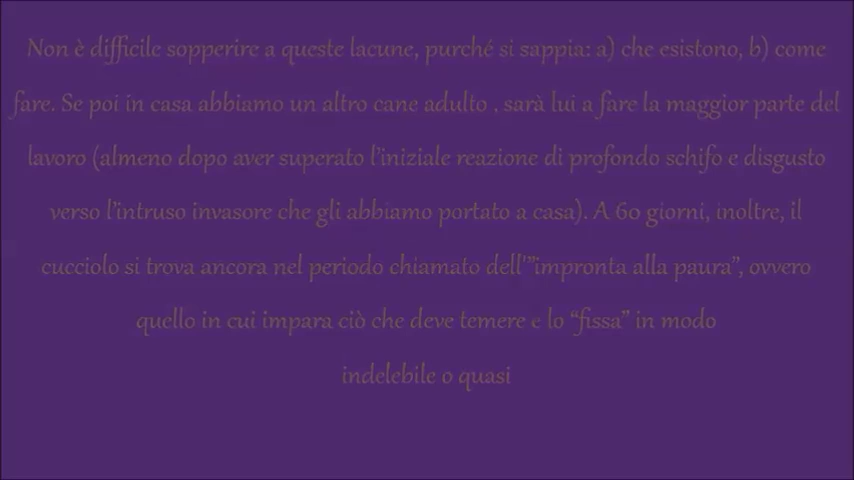 Non è difficile sopperire a queste lacune, purché si sappia: a) che esistono, b) come
fare. Se poi in casa abbiamo un altro cane adulto . sarà lui a fare la maggior parte del
lavoro (almeno dopo aver superato l'iniziale reazione di profondo schifo e disgusto
verso l'intruso invasore che gli abbiamo portato a casa). A 60 giorni, inoltre, il
cucciolo si trova ancora nel periodo chiamato dell'"impronta alla paura", ovvero
quello in cui impara ciò che deve temere e lo “fissa” in modo
indelebile o quasi